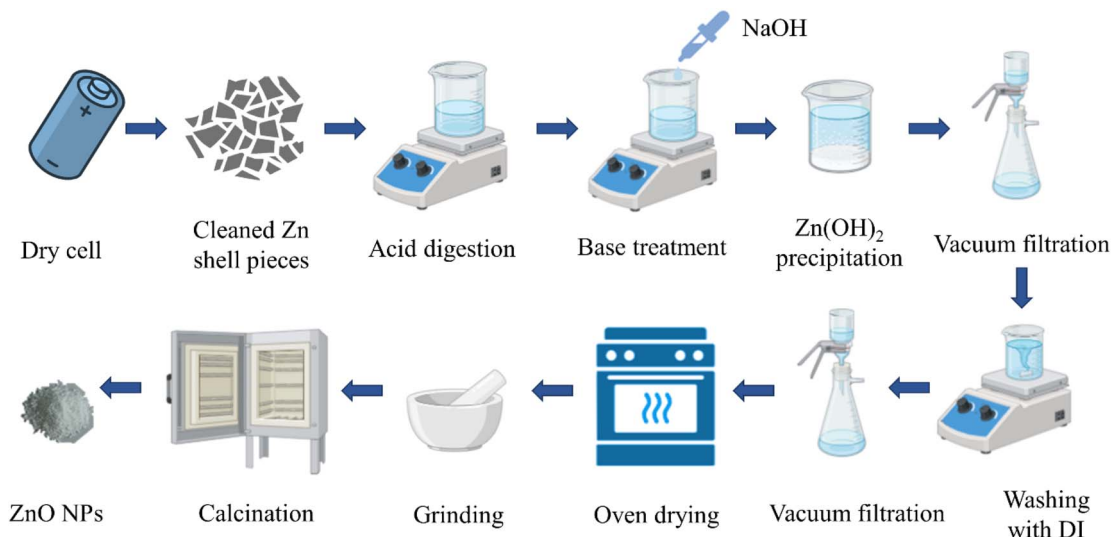 NaOH
+
-
Dry cell
Cleaned Zn
shell pieces
Acid digestion
Base treatment
Zn(OH)₂
precipitation
Vacuum filtration
ZnO NPs
Calcination
Grinding
Oven drying
Vacuum filtration
Washing
with DI